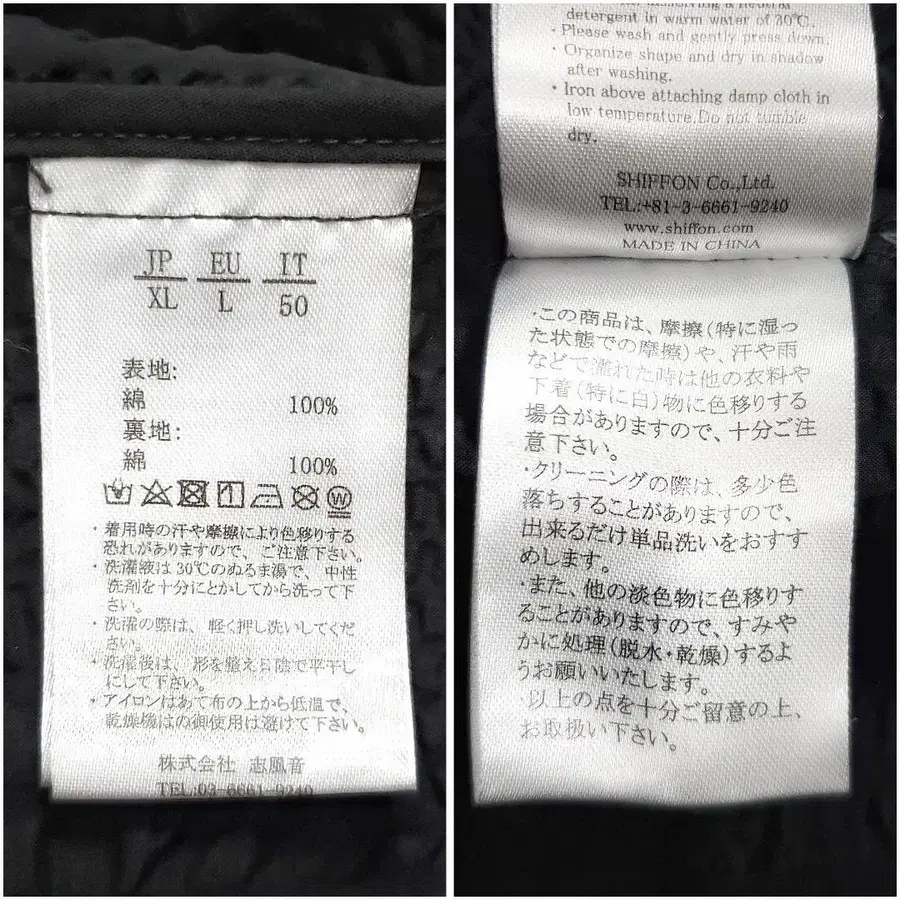 JP EU IT
XL L 50
表地:
綿 100%
裏地:
綿 100%
・着用時の汗や摩擦により色移りする
恐れがありますので、ご注意下さい。
・洗濯液は30℃のぬるま湯で、中性
洗剤を十分にとかしてから洗って下
さい。
・洗濯の際は、軽く押し洗いしてくだ
さい。
・洗濯後は、形を整え日陰で平干し
にして下さい。
・アイロンはあて布の上から低温で、
乾燥機はの御使用は避けて下さい。
株式会社 志風音
TEL:03-6661-9240
detergent in warm water of 30℃.
・Please wash and gently press down.
・Organize shape and dry in shadow
after washing.
・Iron above attaching damp cloth in
low temperature.Do not tumble
dry.
SHIFFON Co.,Ltd.
TEL:+81-3-6661-9240
www.shiffon.com
MADE IN CHINA
・この商品は、摩擦(特に湿っ
た状態での摩擦)や、汗や雨
などで濡れた時は他の衣料や
下着(特に白)物に色移りする
場合がありますので、十分ご注
意下さい。
・クリーニングの際は、多少色
落ちすることがありますので、
出来るだけ単品洗いをおすす
めします。
・また、他の淡色物に色移りす
ることがありますので、すみや
かに処理(脱水・乾燥)するよ
うお願いいたします。
・以上の点を十分ご留意の上、
お取扱い下さい。